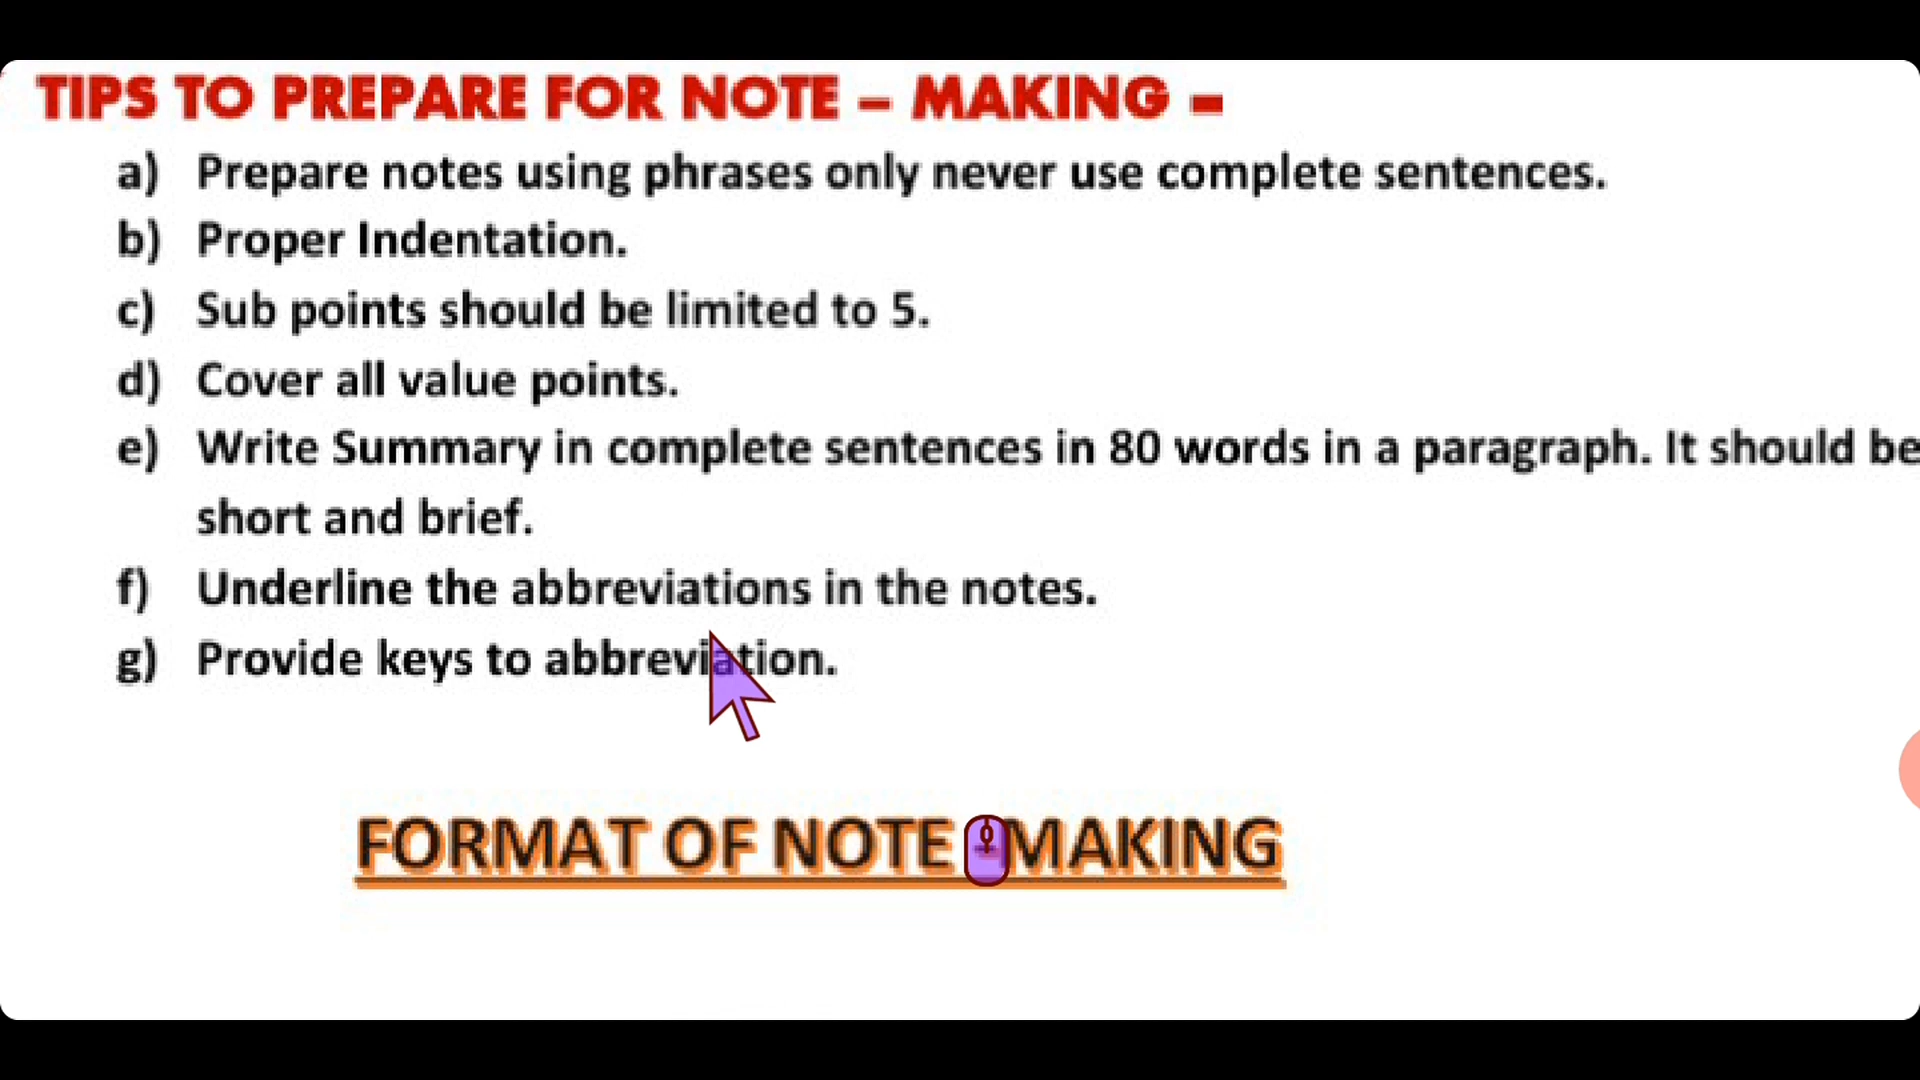 TIPS TO PREPARE FOR NOTE – MAKING –
a) Prepare notes using phrases only never use complete sentences.
b) Proper Indentation.
c) Sub points should be limited to 5.
d) Cover all value points.
e) Write Summary in complete sentences in 80 words in a paragraph. It should be
short and brief.
f) Underline the abbreviations in the notes.
g) Provide keys to abbreviation.
FORMAT OF NOTE - MAKING